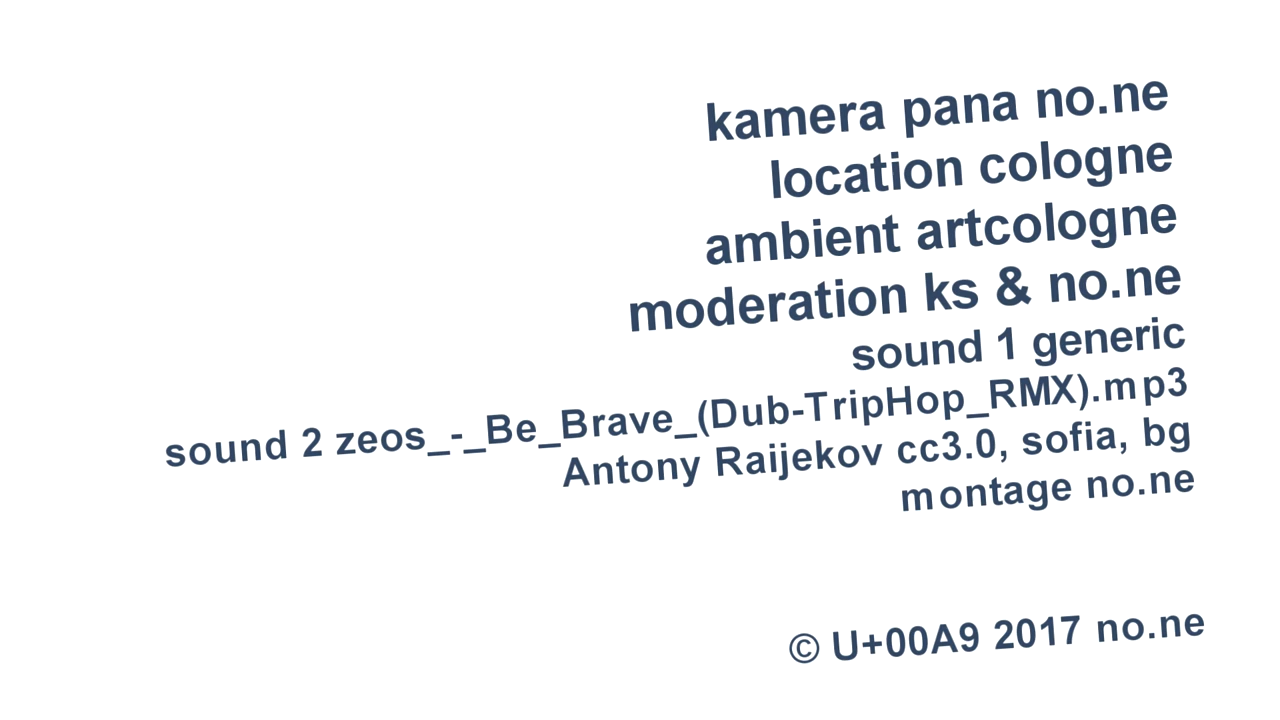 kamera pana no.ne
location cologne
ambient artcologne
moderation ks & no.ne
sound 1 generic
sound 2 zeos_-_Be_Brave_(Dub-TripHop_RMX).mp3
Antony Raijekov cc3.0, sofia, bg
montage no.ne
© U+00A9 2017 no.ne